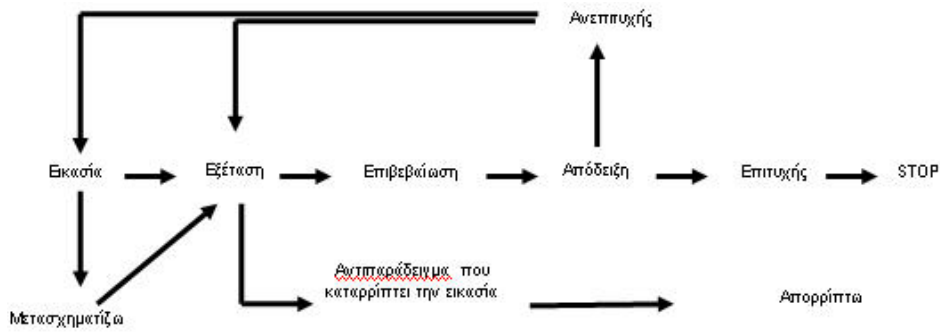 Ανεπιτυχής
Εικασία
Εξέταση
Επιβεβαίωση
Απόδειξη
Επιτυχής
STOP
Αντιπαράδειγμα που
καταρρίπτει την εικασία
Απορρίπτω
Μετασχηματίζω